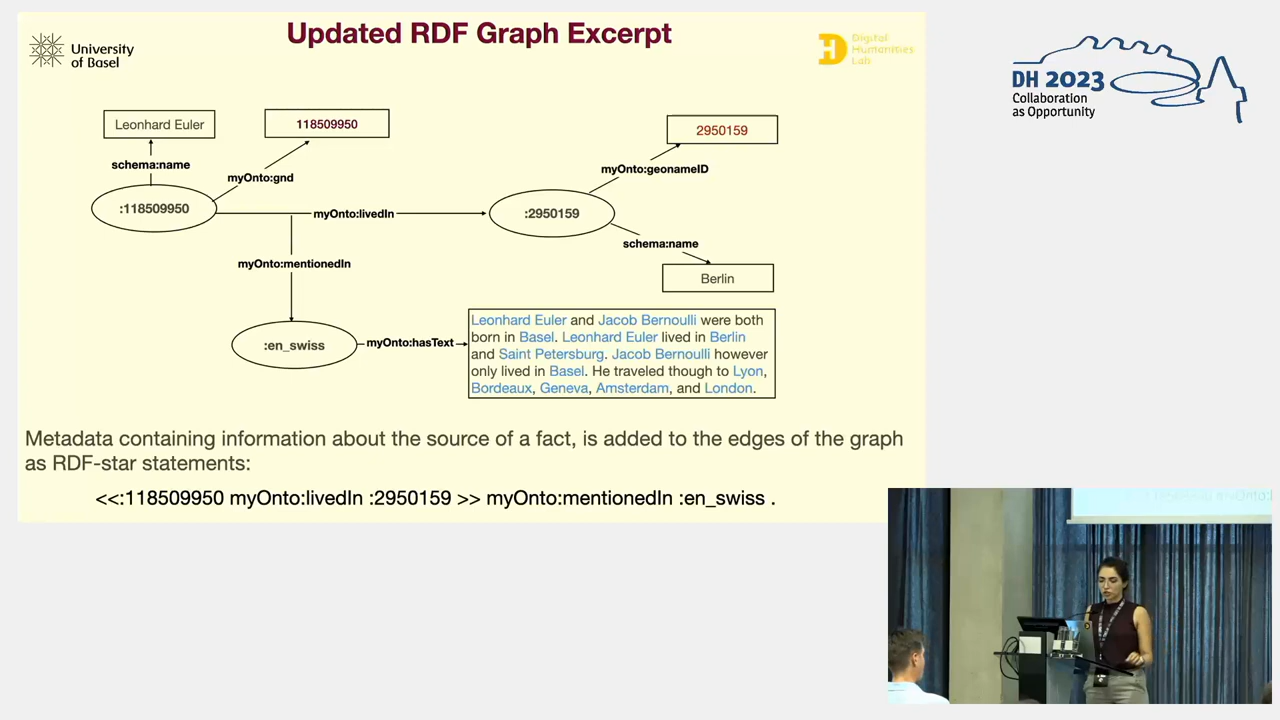 Updated RDF Graph Excerpt
University
of Basel
Digital
Humanities
Lab
DH 2023
Collaboration
as Opportunity
Leonhard Euler
118509950
2950159
schema:name
myOnto:gnd
myOnto:geonameID
:118509950
myOnto:livedIn
:2950159
schema:name
myOnto:mentionedIn
Berlin
:en_swiss
myOnto:hasText
Leonhard Euler and Jacob Bernoulli were both
born in Basel. Leonhard Euler lived in Berlin
and Saint Petersburg. Jacob Bernoulli however
only lived in Basel. He traveled though to Lyon,
Bordeaux, Geneva, Amsterdam, and London.
Metadata containing information about the source of a fact, is added to the edges of the graph
as RDF-star statements:
<<:118509950 myOnto:livedIn :2950159 >> myOnto:mentionedIn :en_swiss .